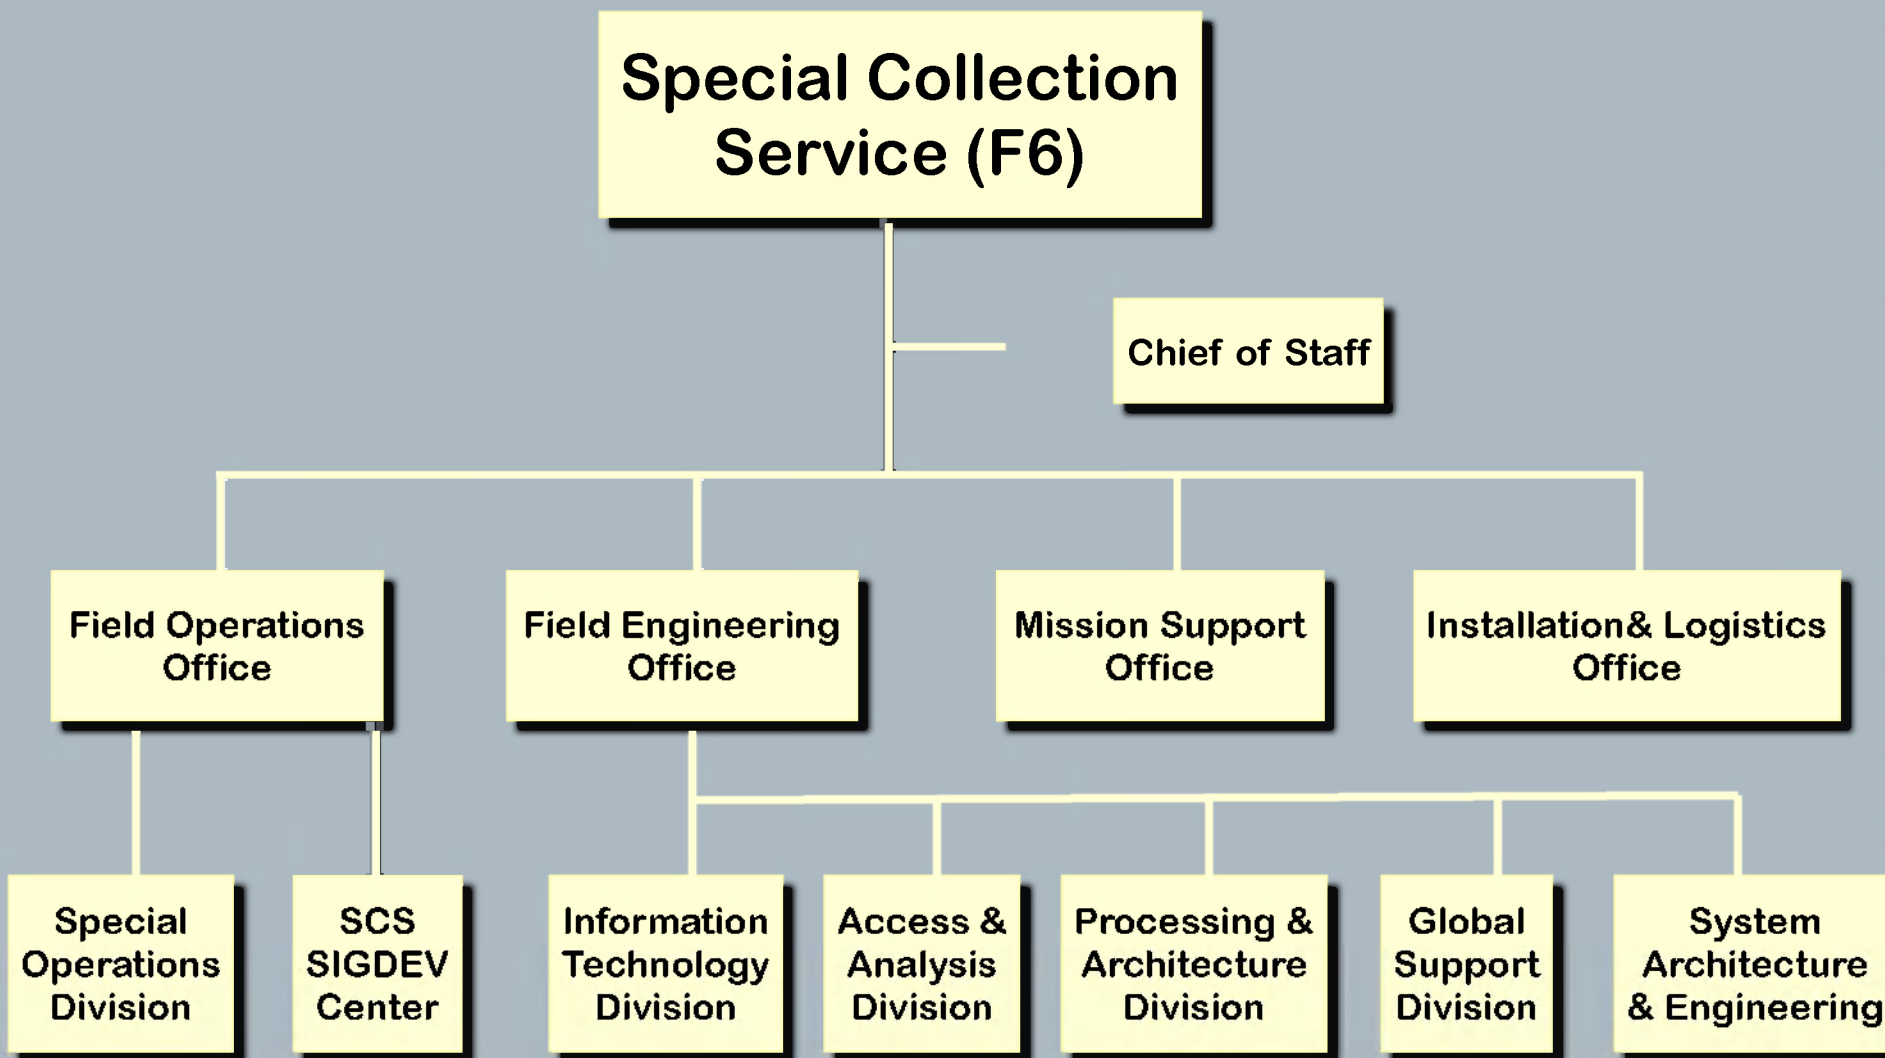 Special Collection
Service (F6)
Chief of Staff
Field Operations
Office
Field Engineering
Office
Mission Support
Office
Installation& Logistics
Office
Special
Operations
Division
SCS
SIGDEV
Center
Information
Technology
Division
Access &
Analysis
Division
Processing &
Architecture
Division
Global
Support
Division
System
Architecture
& Engineering